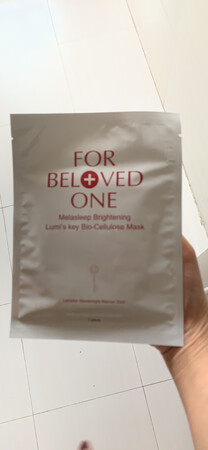 FOR
BELOVED
ONE
Melasleep Brightening
Lumi's key Bio-Cellulose Mask